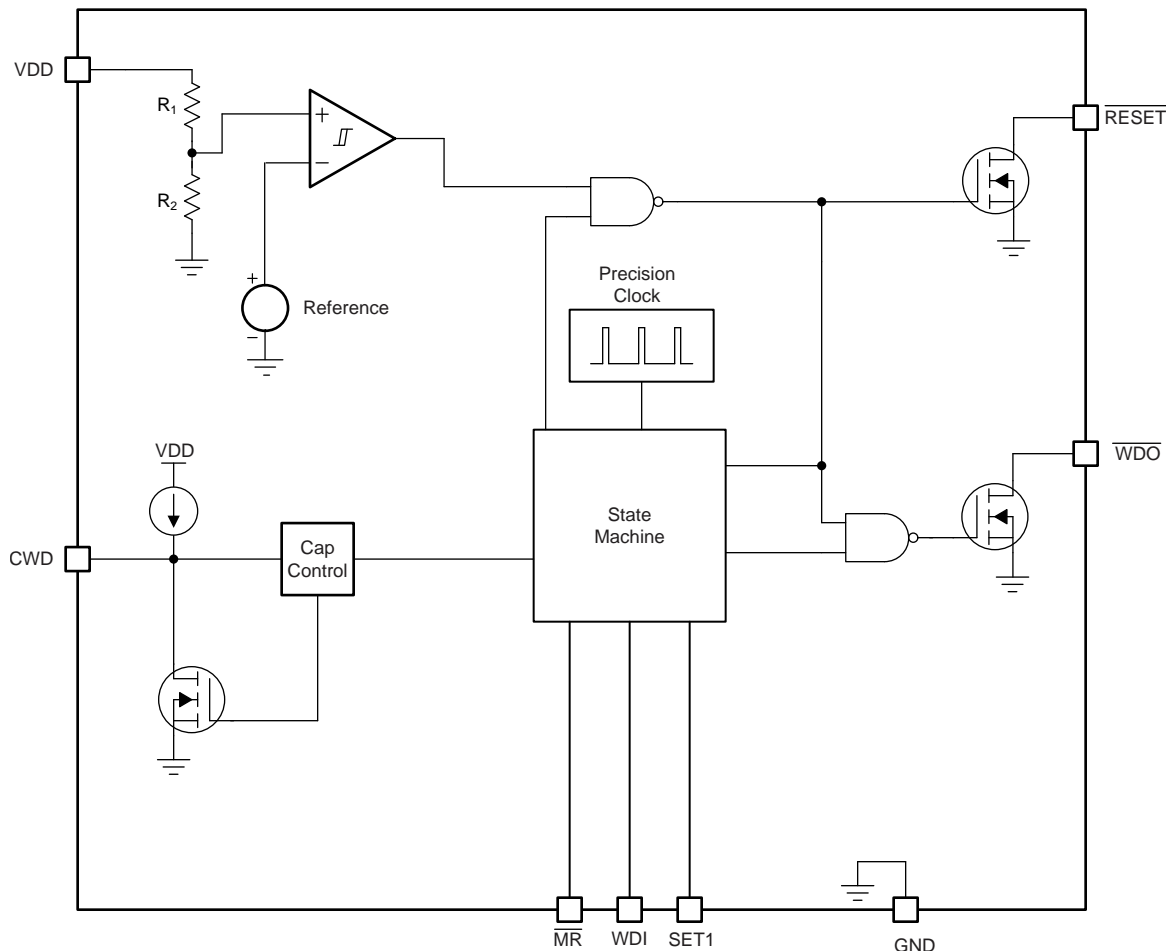 VDD
R₁
R₂
+
−
+
−
Reference
RESET
Precision
Clock
VDD
State
Machine
WDO
CWD
Cap
Control
MR
WDI
SET1
GND